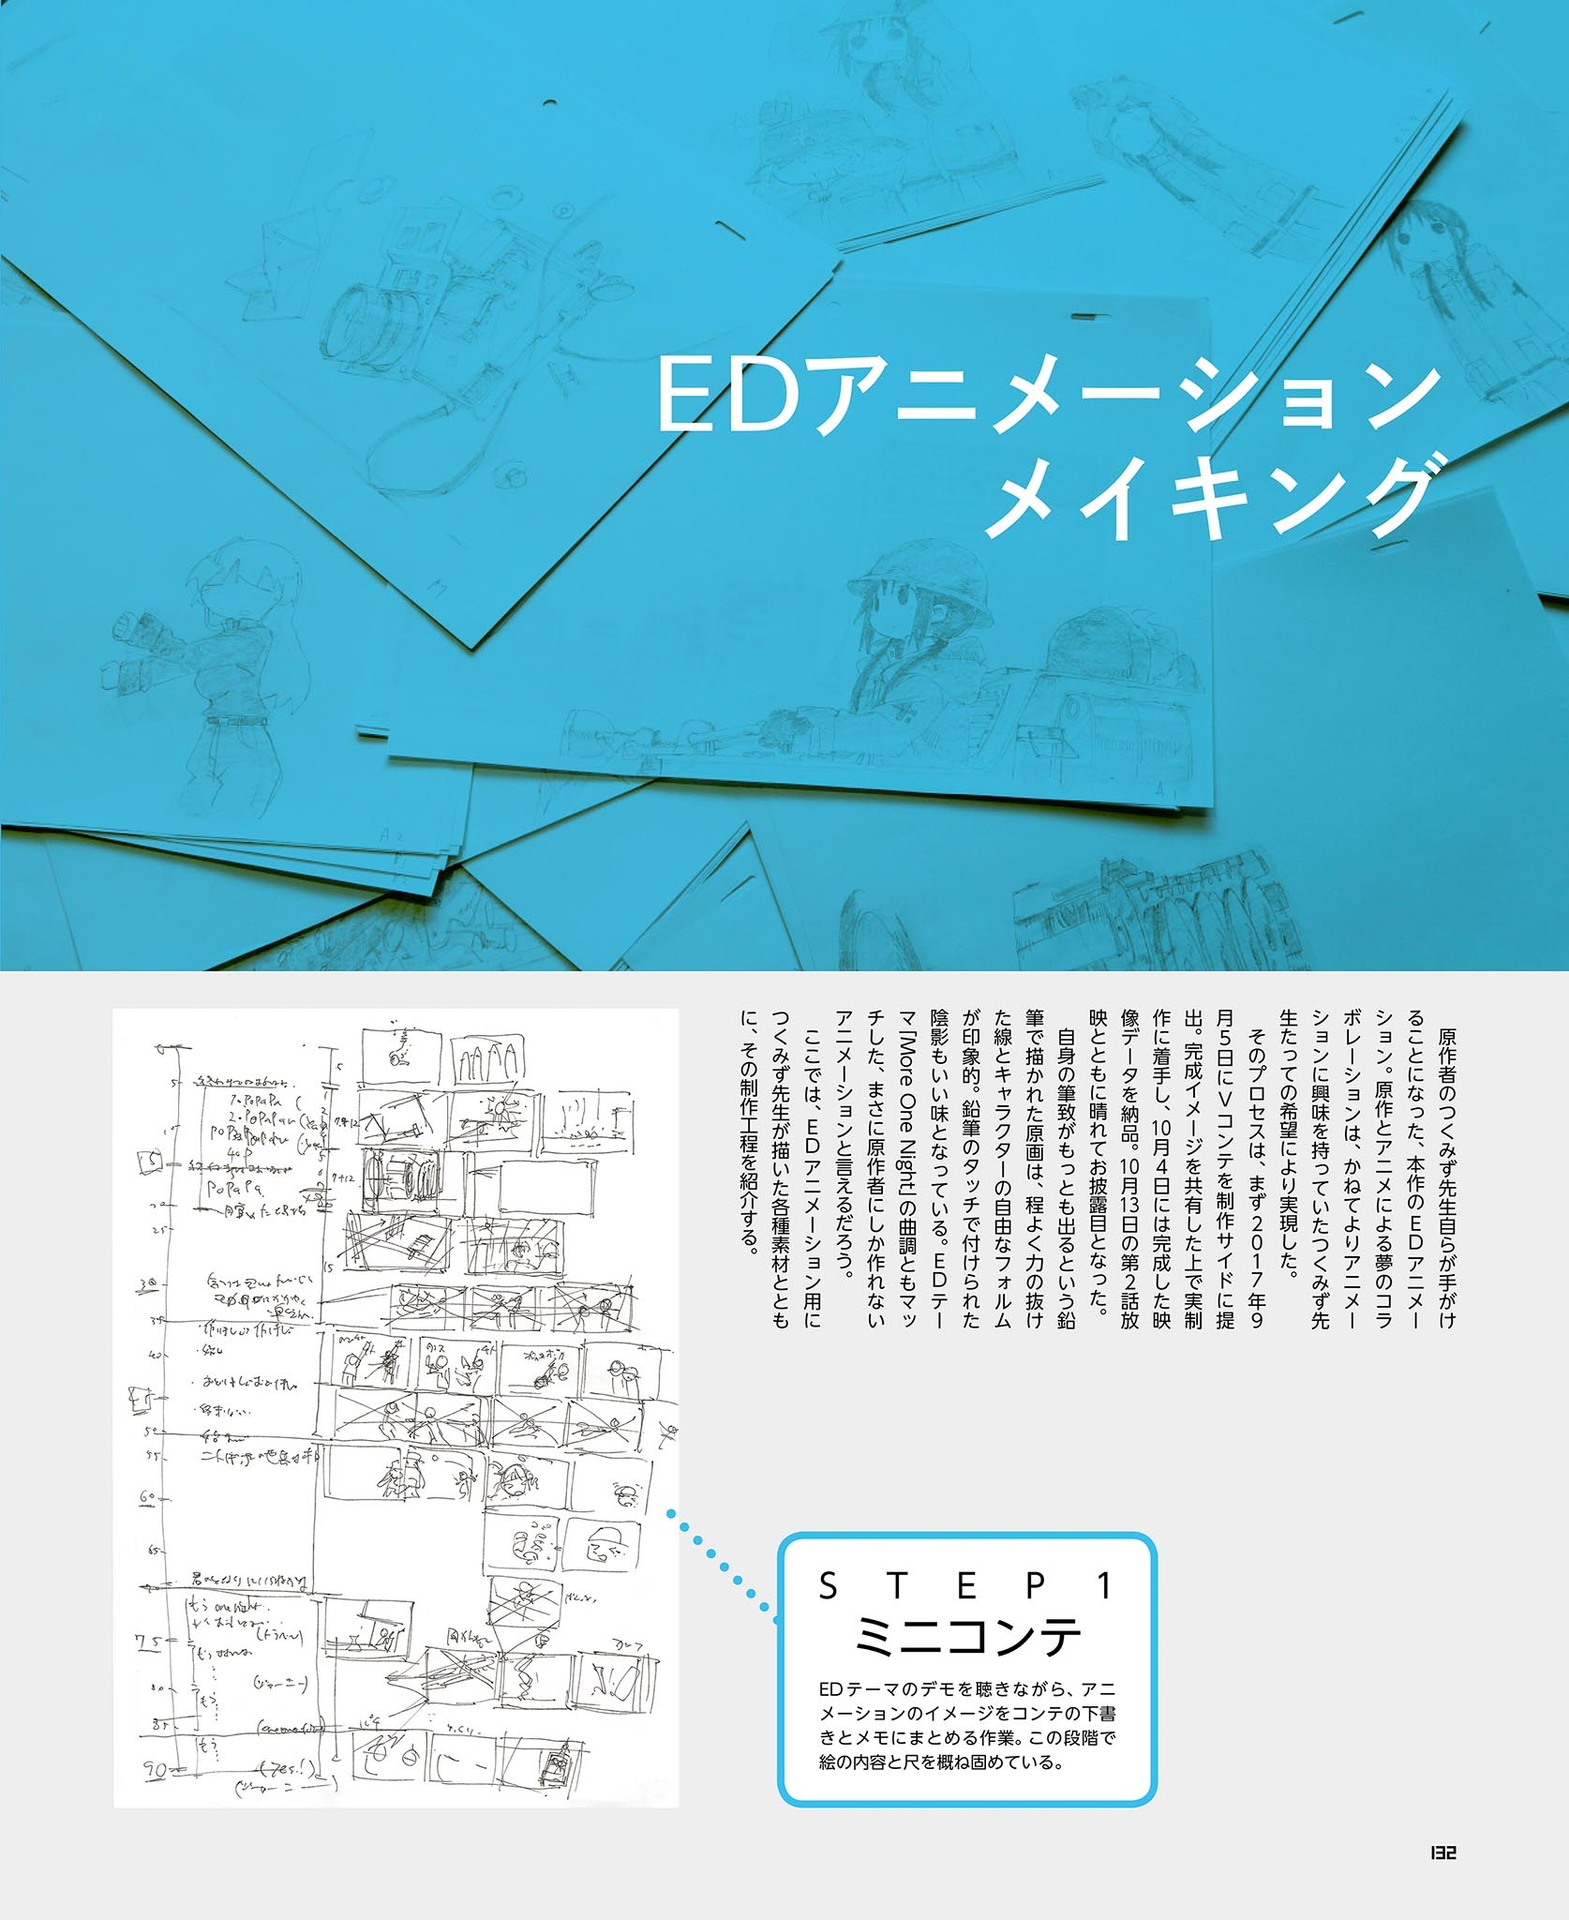 EDアニメーション
メイキング
原作者のつくみず先生自らが手がけ
ることになった、本作のEDアニメー
ション。原作とアニメによる夢のコラ
ボレーションは、かねてよりアニメー
ションに興味を持っていたつくみず先
生たっての希望により実現した。
そのプロセスは、まず2017年9
月5日にVコンテを制作サイドに提
出。完成イメージを共有した上で実制
作に着手し、10月4日には完成した映
像データを納品。10月13日の第2話放
映とともに晴れてお披露目となった。
自身の筆致がもっとも出るという鉛
筆で描かれた原画は、程よく力の抜け
た線とキャラクターの自由なフォルム
が印象的。鉛筆のタッチで付けられた
陰影もいい味となっている。EDテー
マ「More One Night」の曲調ともマッ
チした、まさに原作者にしか作れない
アニメーションと言えるだろう。
ここでは、EDアニメーション用に
つくみず先生が描いた各種素材ととも
に、その制作工程を紹介する。
5
15
25
35
40
50
55
60
65
75
85
90
(Yes!)
STEP1
ミニコンテ
EDテーマのデモを聴きながら、アニ
メーションのイメージをコンテの下書
きとメモにまとめる作業。この段階で
絵の内容と尺を概ね固めている。
132